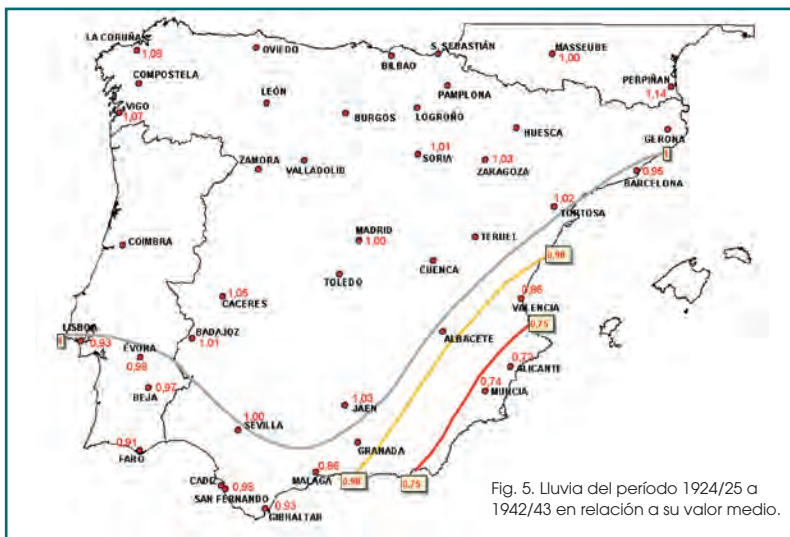 LA CORUÑA
1,08
OVIEDO
BILBAO
S. SEBASTIÁN
MASSEUBE
1,00
COMPOSTELA
PERPIÑAN
1,14
VIGO
1,07
LEÓN
BURGOS
LOGROÑO
PAMPLONA
HUESCA
GERONA
ZAMORA
VALLADOLID
1,01
SORIA
1,03
ZARAGOZA
BARCELONA
0,95
1,02
TORTOSA
COIMBRA
MADRID
1,00
TERUEL
TOLEDO
CUENCA
0,98
1,05
CACERES
0,86
VALENCIA
LISBOA
0,93
BADAJOZ
1,01
ALBACETE
0,75
EVORA
0,98
BEJA
0,97
0,73
ALICANTE
0,74
MURCIA
1,03
JAEN
1,00
SEVILLA
GRANADA
0,91
FARO
0,86
MALAGA
0,98
0,75
CADIZ
0,98
SAN FERNANDO
0,93
GIBRALTAR
Fig. 5. Lluvia del período 1924/25 a
1942/43 en relación a su valor medio.